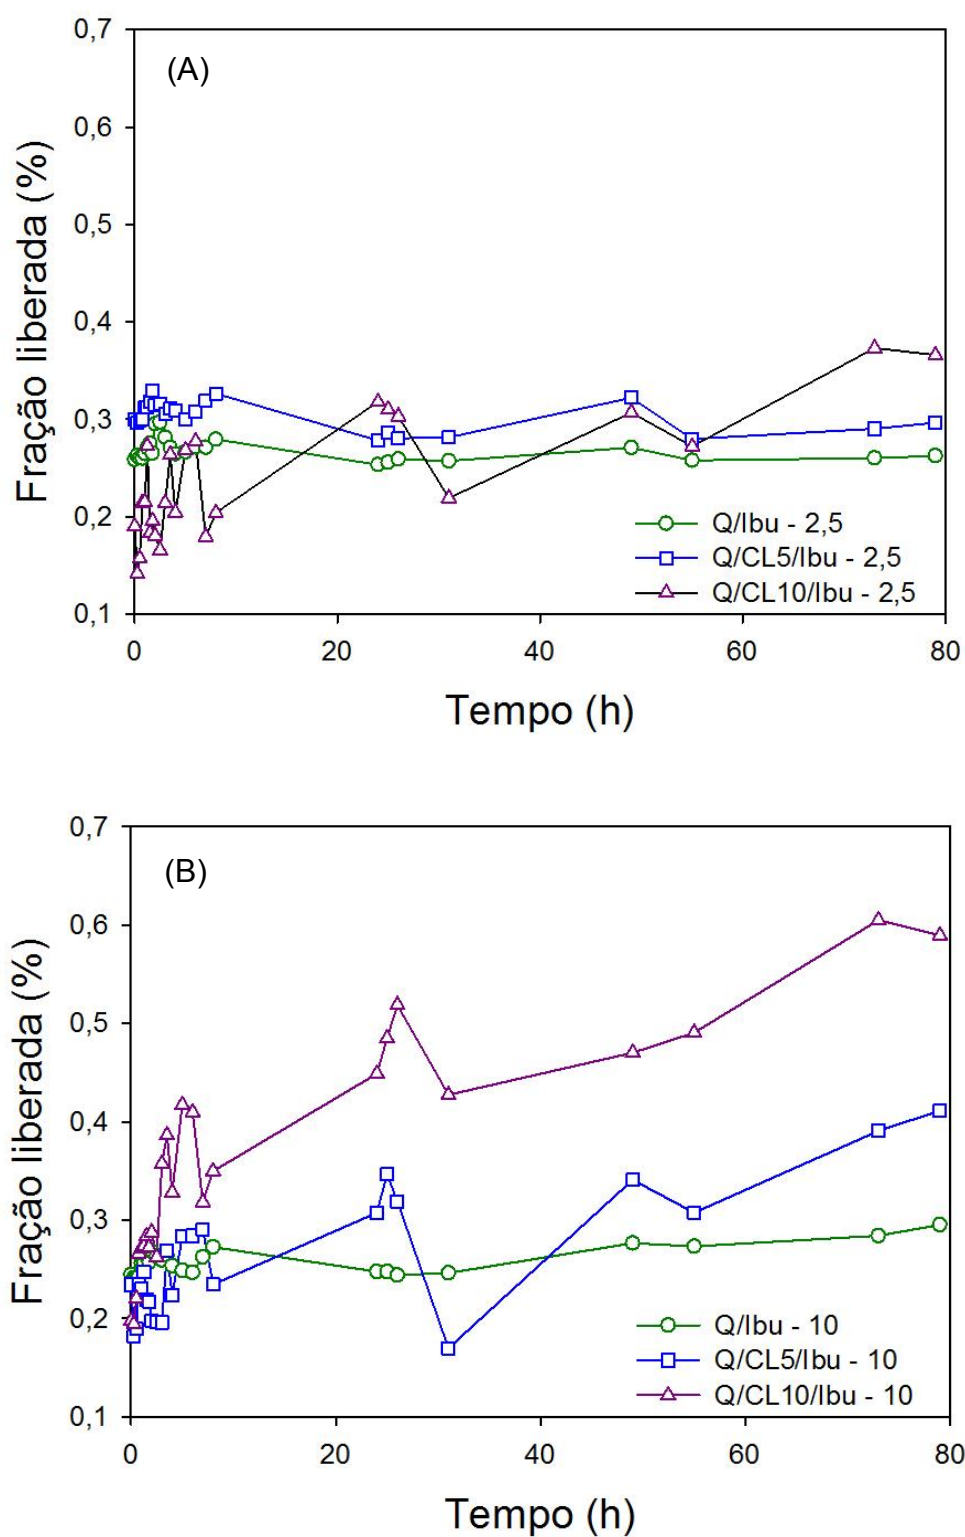 0,7
(A)
0,6
0,5
0,4
0,3
0,2
0,1
Fração liberada (%)
Q/Ibu - 2,5
Q/CL5/Ibu - 2,5
Q/CL10/Ibu - 2,5
0 20 40 60 80
Tempo (h)
0,7
(B)
0,6
0,5
0,4
0,3
0,2
0,1
Fração liberada (%)
Q/Ibu - 10
Q/CL5/Ibu - 10
Q/CL10/Ibu - 10
0 20 40 60 80
Tempo (h)